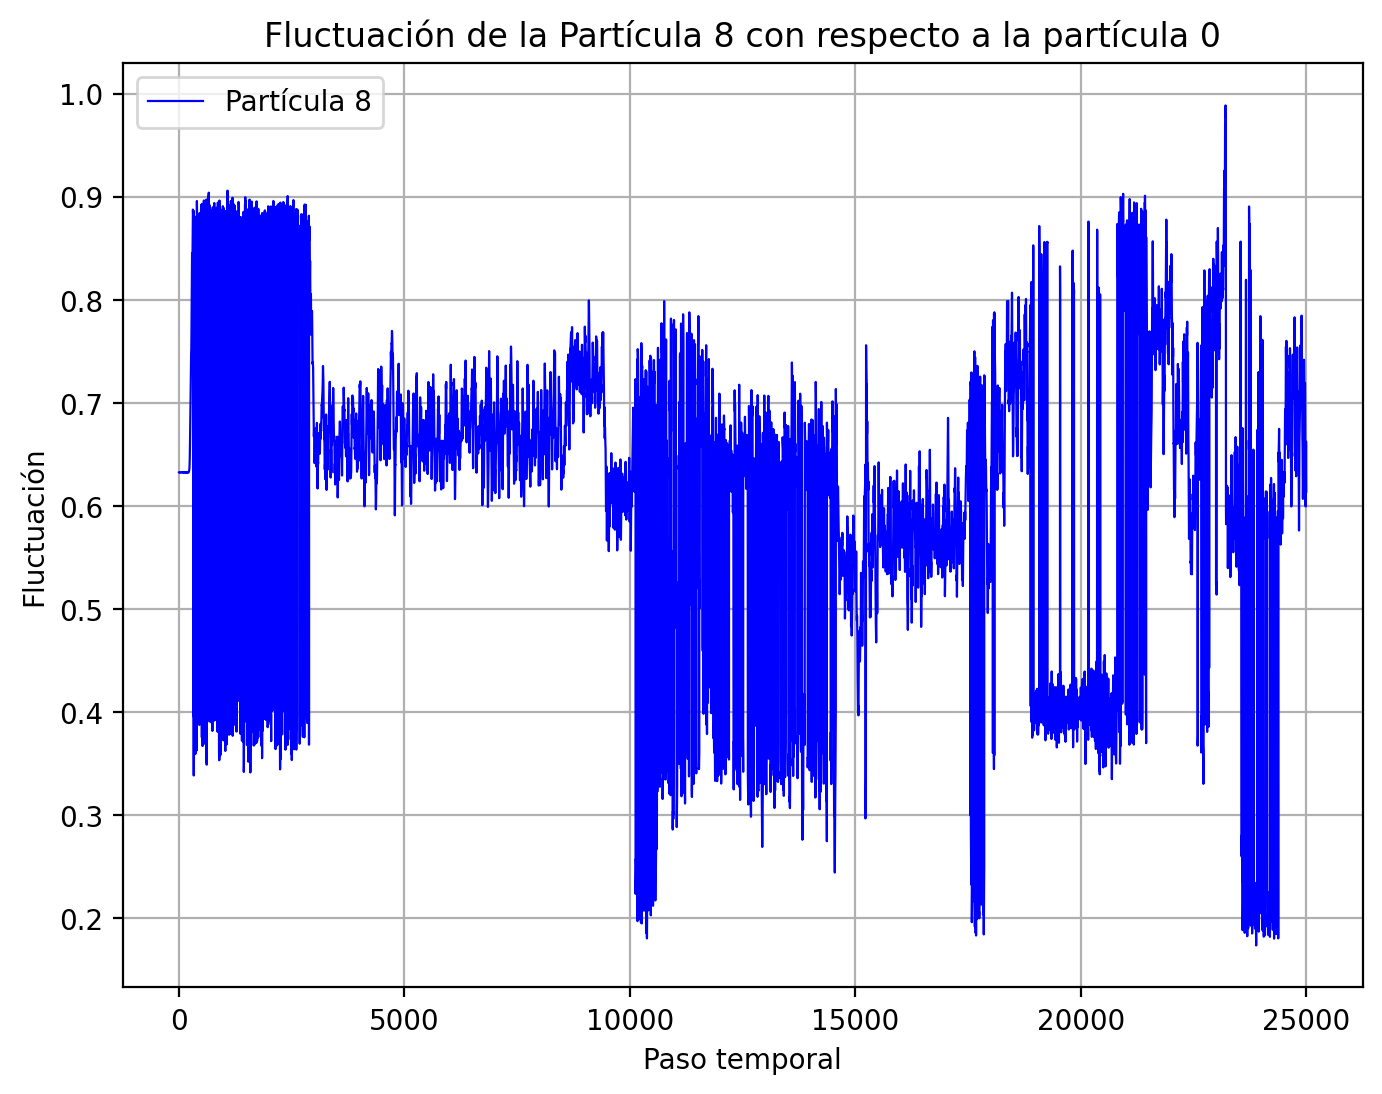 Fluctuación de la Partícula 8 con respecto a la partícula 0
Partícula 8
1.0
0.9
0.8
0.7
0.6
0.5
0.4
0.3
0.2
Fluctuación
0 5000 10000 15000 20000 25000
Paso temporal